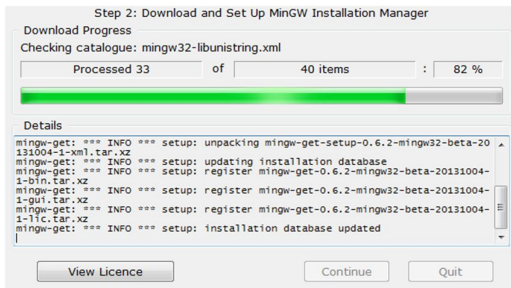 Step 2: Download and Set Up MinGW Installation Manager
Download Progress
Checking catalogue: mingw32-libunistring.xml
Processed 33 of 40 items : 82 %
Details
mingw-get: *** INFO *** setup: unpacking mingw-get-setup-0.6.2-mingw32-beta-20
131004-1-xml.tar.xz
mingw-get: *** INFO *** setup: updating installation database
mingw-get: *** INFO *** setup: register mingw-get-0.6.2-mingw32-beta-20131004-
1-bin.tar.xz
mingw-get: *** INFO *** setup: register mingw-get-0.6.2-mingw32-beta-20131004-
1-gui.tar.xz
mingw-get: *** INFO *** setup: register mingw-get-0.6.2-mingw32-beta-20131004-
1-lic.tar.xz
mingw-get: *** INFO *** setup: installation database updated
View Licence Continue Quit